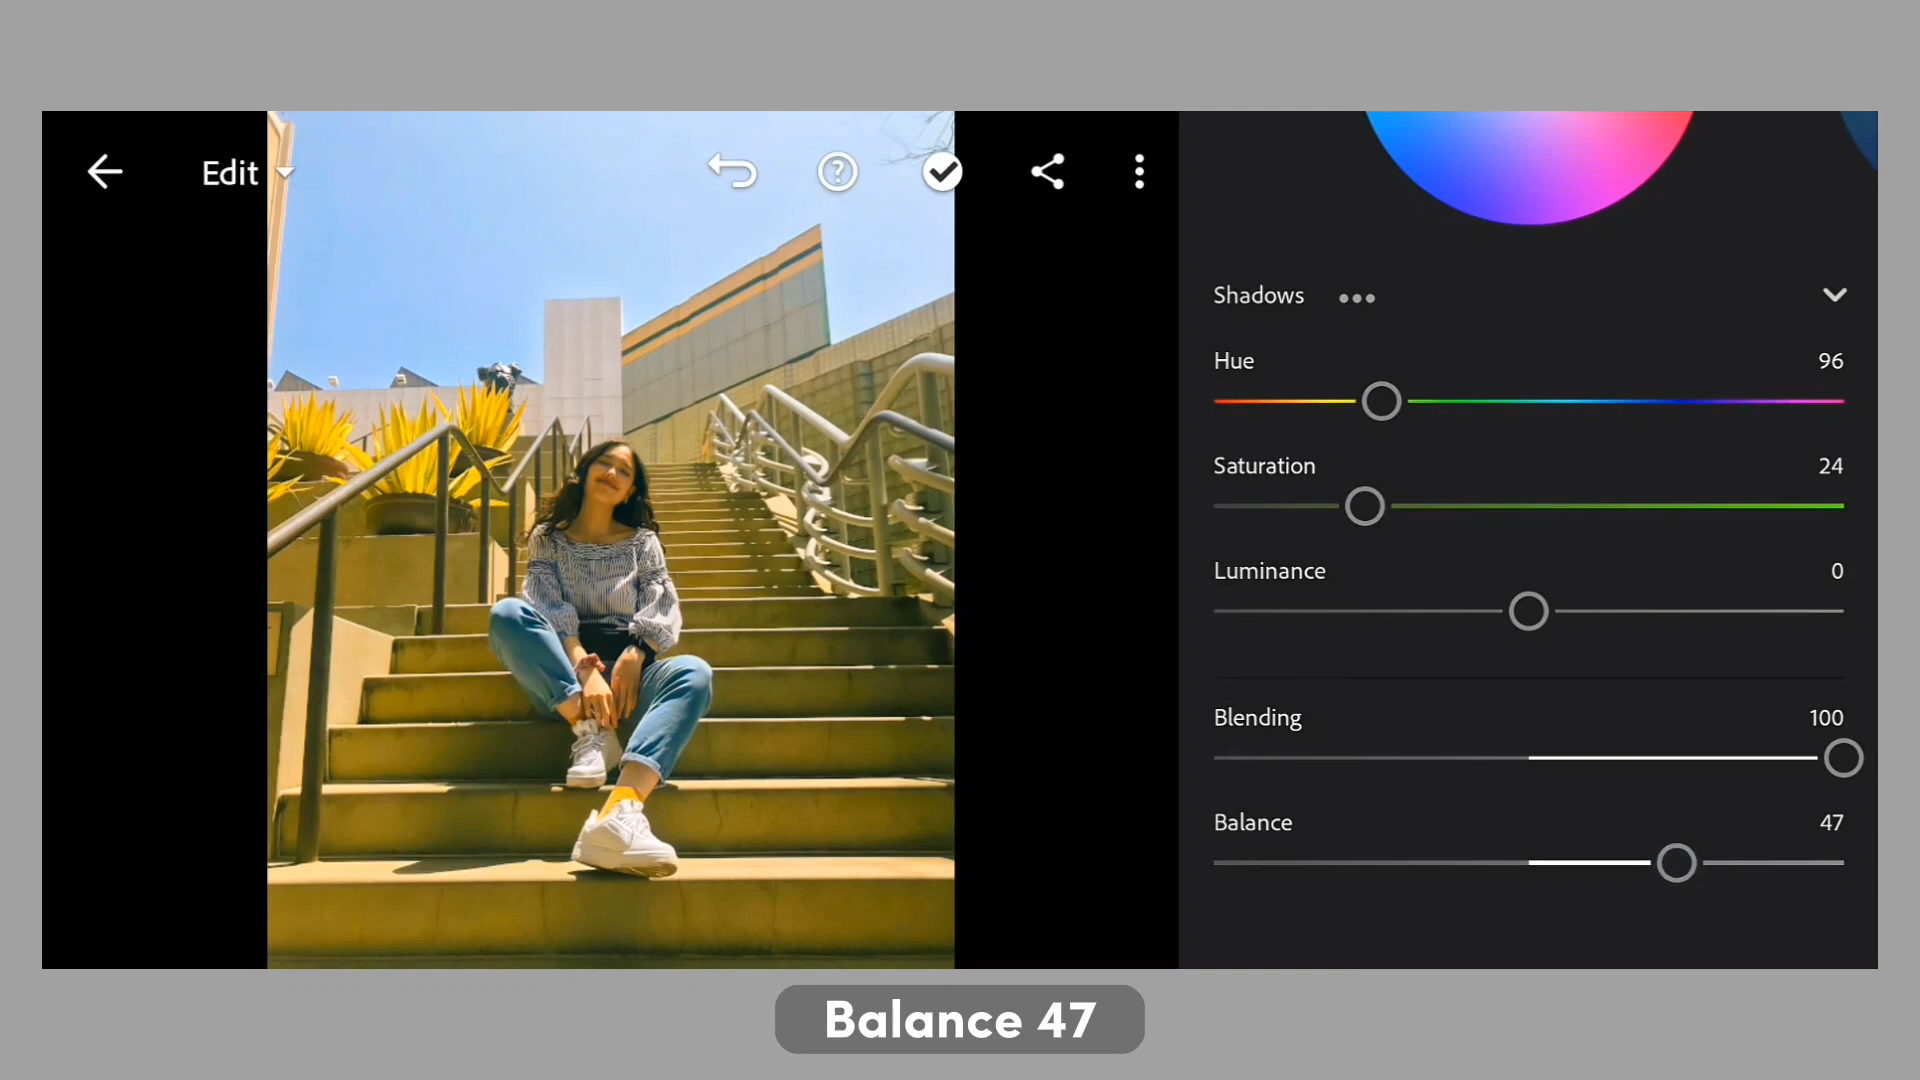 Edit
Shadows
Hue 96
Saturation 24
Luminance 0
Blending 100
Balance 47
Balance 47